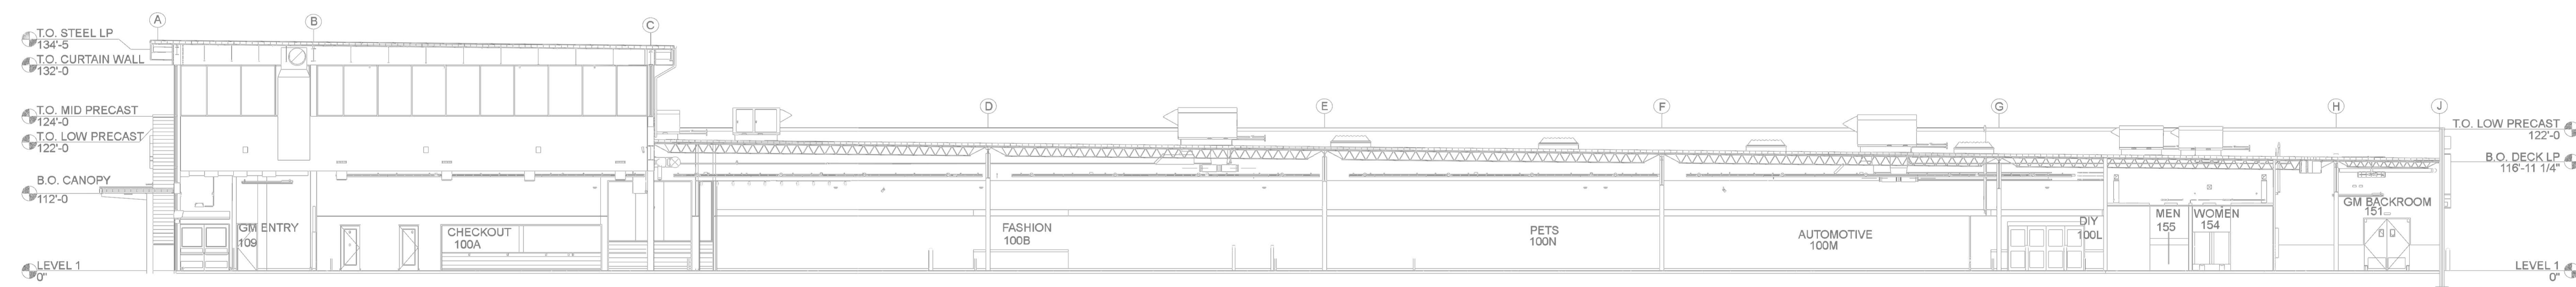 A
B
C
D
E
F
G
H
J
T.O. STEEL LP
134'-5
T.O. CURTAIN WALL
132'-0
T.O. MID PRECAST
124'-0
T.O. LOW PRECAST
122'-0
B.O. CANOPY
112'-0
LEVEL 1
0"
GM ENTRY
109
CHECKOUT
100A
FASHION
100B
PETS
100N
AUTOMOTIVE
100M
DIY
100L
MEN
155
WOMEN
154
GM BACKROOM
151
T.O. LOW PRECAST
122'-0
B.O. DECK LP
116'-11 1/4"
LEVEL 1
0"